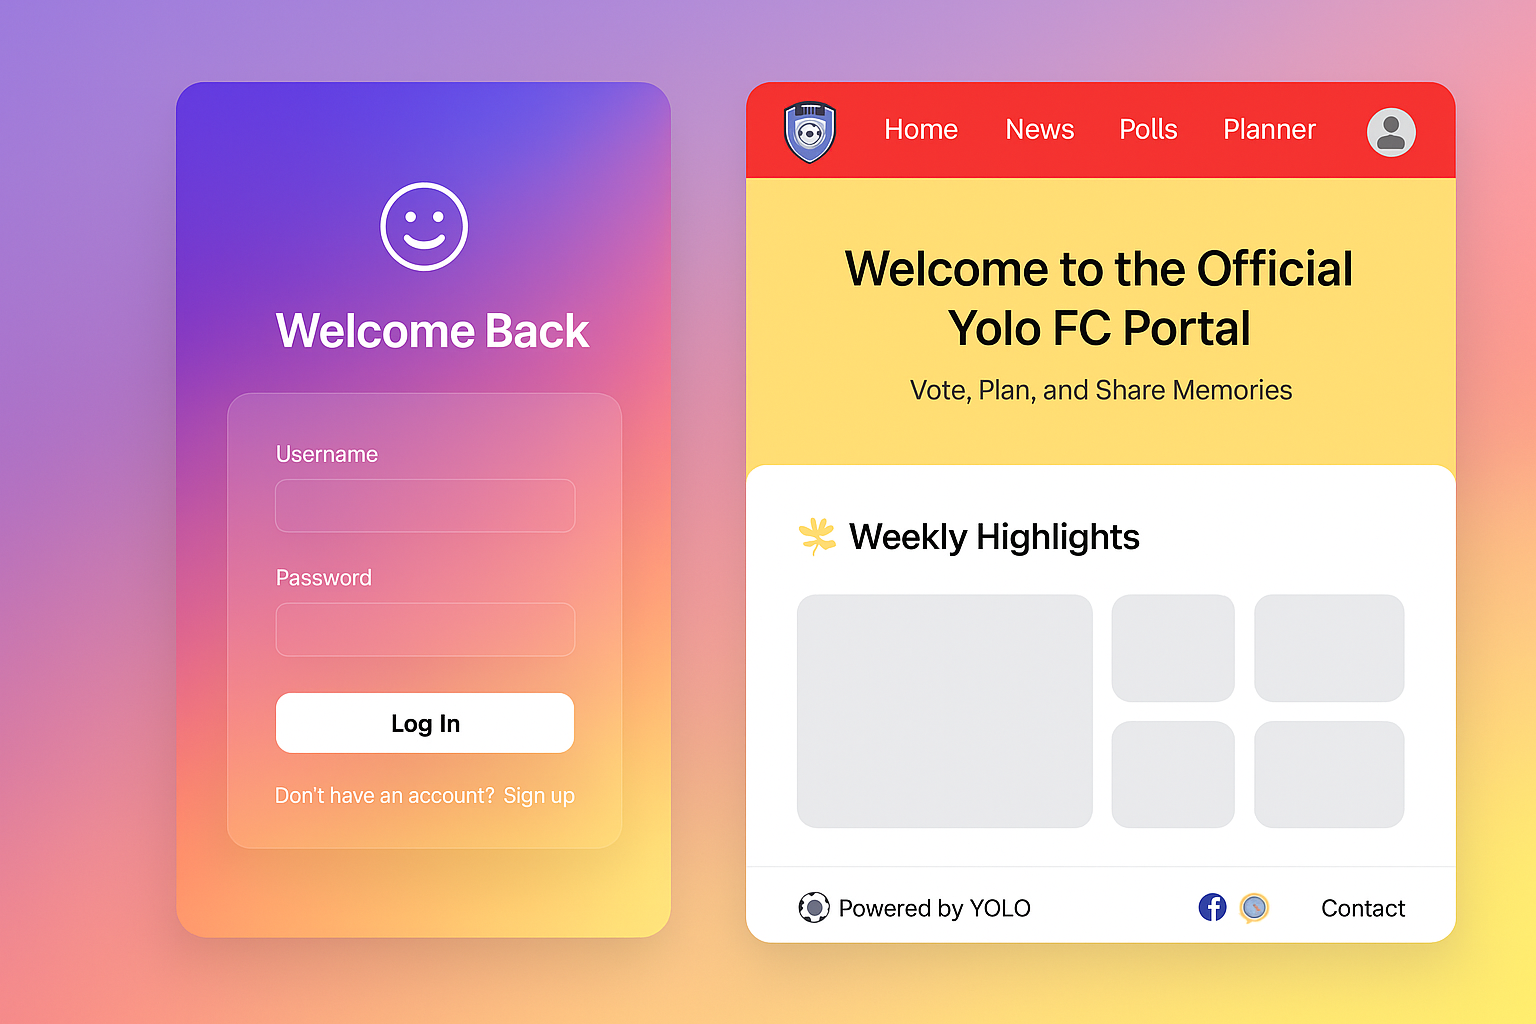 Welcome Back
Username
Password
Log In
Don't have an account? Sign up
Home News Polls Planner
Welcome to the Official
Yolo FC Portal
Vote, Plan, and Share Memories
Weekly Highlights
Powered by YOLO
Contact